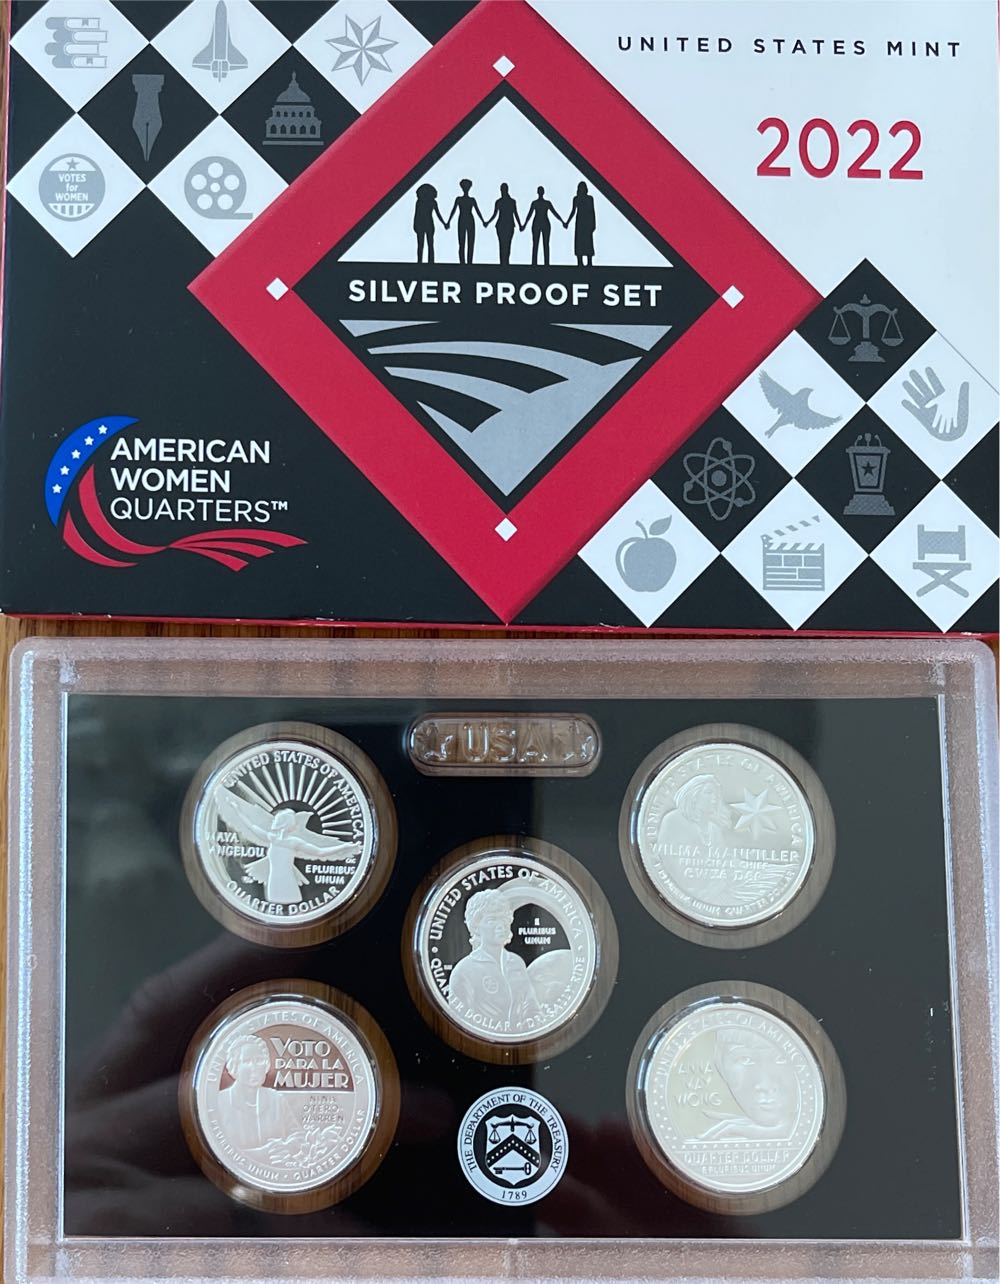 UNITED STATES MINT
2022
VOTES
for
WOMEN
SILVER PROOF SET
AMERICAN
WOMEN
QUARTERS™
USA
UNITED STATES OF AMERICA
MAYA
ANGELOU
E PLURIBUS
UNUM
QUARTER DOLLAR
UNITED STATES OF AMERICA
WILMA MANKILLER
PRINCIPAL CHIEF
ᏣᎳᎩᎯ ᎠᏰᎵ
E PLURIBUS UNUM QUARTER DOLLAR
UNITED STATES OF AMERICA
E
PLURIBUS
UNUM
QUARTER DOLLAR • DR. SALLY RIDE
UNITED STATES OF AMERICA
VOTO
PARA LA
MUJER
NINA
OTERO-
WARREN
E PLURIBUS UNUM • QUARTER DOLLAR
THE DEPARTMENT OF THE TREASURY
1789
UNITED STATES OF AMERICA
ANNA
MAY
WONG
QUARTER DOLLAR
E PLURIBUS UNUM